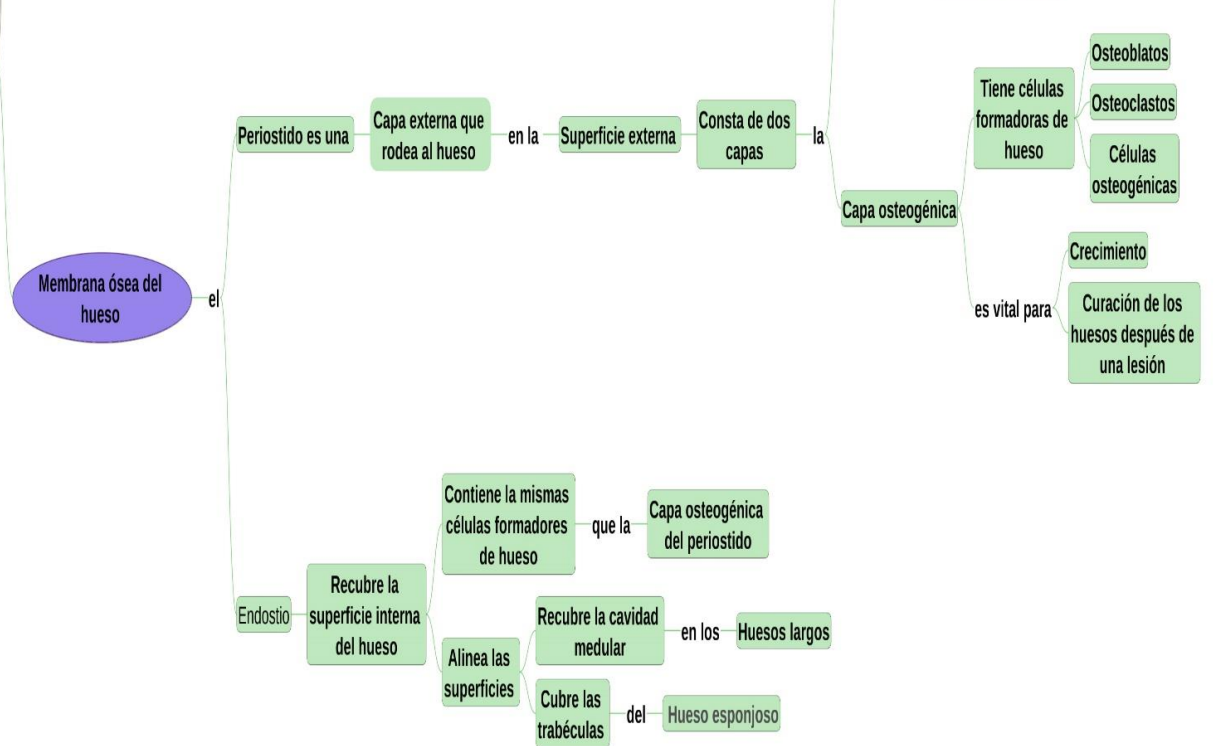 Membrana ósea del
hueso
el
Periostido es una
Capa externa que
rodea al hueso
en la
Superficie externa
Consta de dos
capas
la
Capa osteogénica
Tiene células
formadoras de
hueso
Osteoblatos
Osteoclastos
Células
osteogénicas
es vital para
Crecimiento
Curación de los
huesos después de
una lesión
Endostio
Recubre la
superficie interna
del hueso
Contiene la mismas
células formadores
de hueso
que la
Capa osteogénica
del periostido
Alinea las
superficies
Recubre la cavidad
medular
en los
Huesos largos
Cubre las
trabéculas
del
Hueso esponjoso